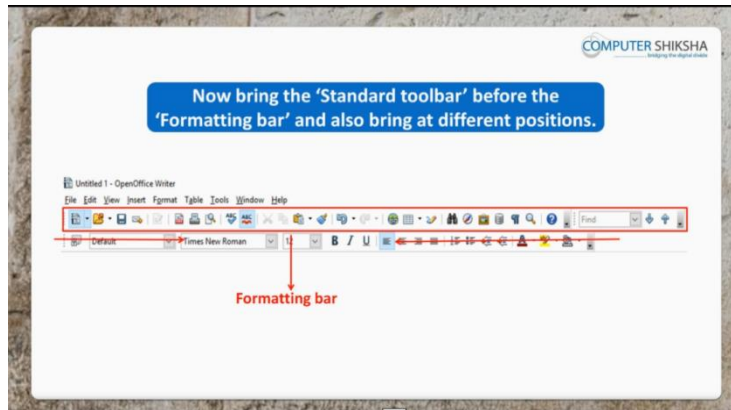 COMPUTER SHIKSHA
bridging the digital divide
Now bring the ‘Standard toolbar’ before the
‘Formatting bar’ and also bring at different positions.
Untitled 1 - OpenOffice Writer
File Edit View Insert Format Table Tools Window Help
ABC ABC Find
Default Times New Roman 12 B I U A
Formatting bar